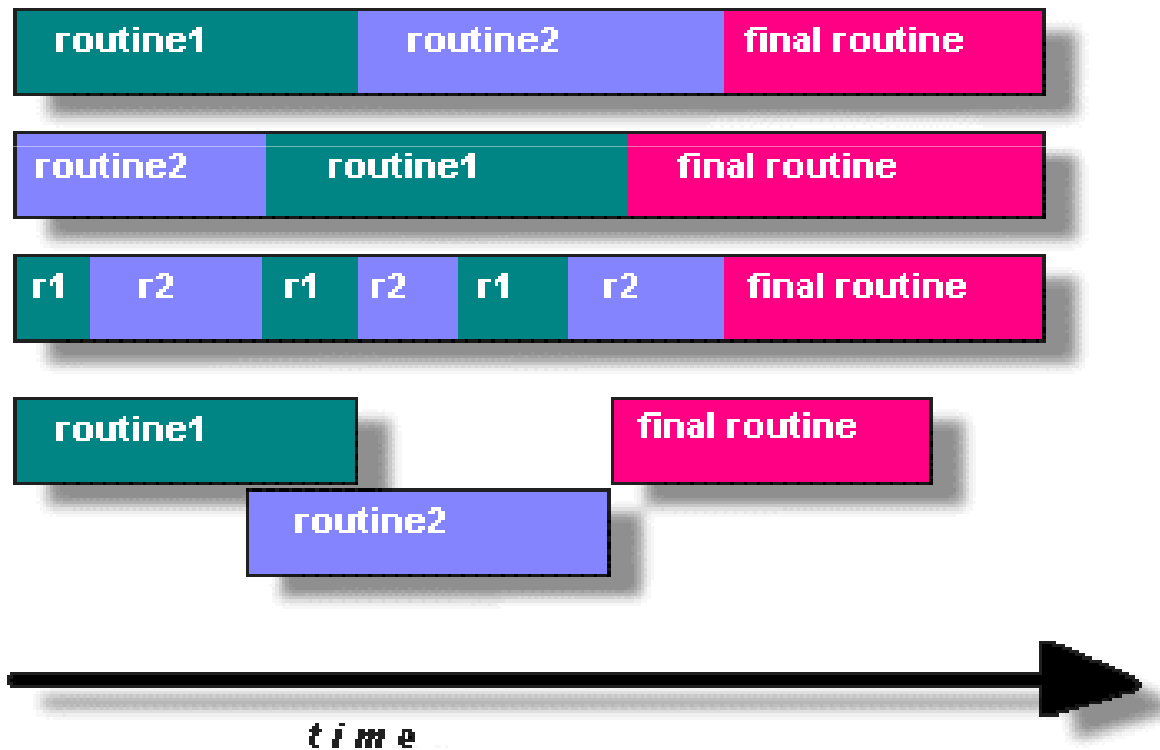 routine1 routine2 final routine
routine2 routine1 final routine
r1 r2 r1 r2 r1 r2 final routine
routine1 final routine
routine2
time